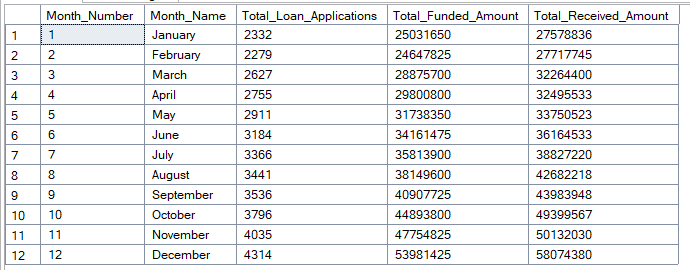 Month_Number Month_Name Total_Loan_Applications Total_Funded_Amount Total_Received_Amount
1 1 January 2332 25031650 27578836
2 2 February 2279 24647825 27717745
3 3 March 2627 28875700 32264400
4 4 April 2755 29800800 32495533
5 5 May 2911 31738350 33750523
6 6 June 3184 34161475 36164533
7 7 July 3366 35813900 38827220
8 8 August 3441 38149600 42682218
9 9 September 3536 40907725 43983948
10 10 October 3796 44893800 49399567
11 11 November 4035 47754825 50132030
12 12 December 4314 53981425 58074380